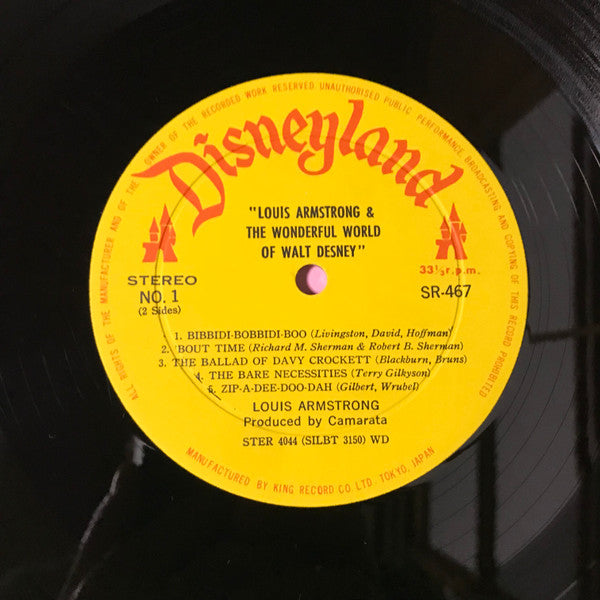 ALL RIGHTS OF THE MANUFACTURER AND OF THE OWNER OF THE RECORDED WORK RESERVED. UNAUTHORISED PUBLIC PERFORMANCE BROADCASTING AND COPYING OF THIS RECORD PROHIBITED
Disneyland
"LOUIS ARMSTRONG &
THE WONDERFUL WORLD
OF WALT DESNEY"
STEREO
33⅓ r.p.m.
NO. 1
SR-467
(2 Sides)
1. BIBBIDI-BOBBIDI-BOO (Livingston, David, Hoffman)
2. 'BOUT TIME (Richard M. Sherman & Robert B. Sherman)
3. THE BALLAD OF DAVY CROCKETT (Blackburn, Bruns)
4. THE BARE NECESSITIES (Terry Gilkyson)
5. ZIP-A-DEE-DOO-DAH (Gilbert, Wrubel)
LOUIS ARMSTRONG
Produced by Camarata
STER 4044 (SILBT 3150) WD
MANUFACTURED BY KING RECORD CO. LTD. TOKYO, JAPAN